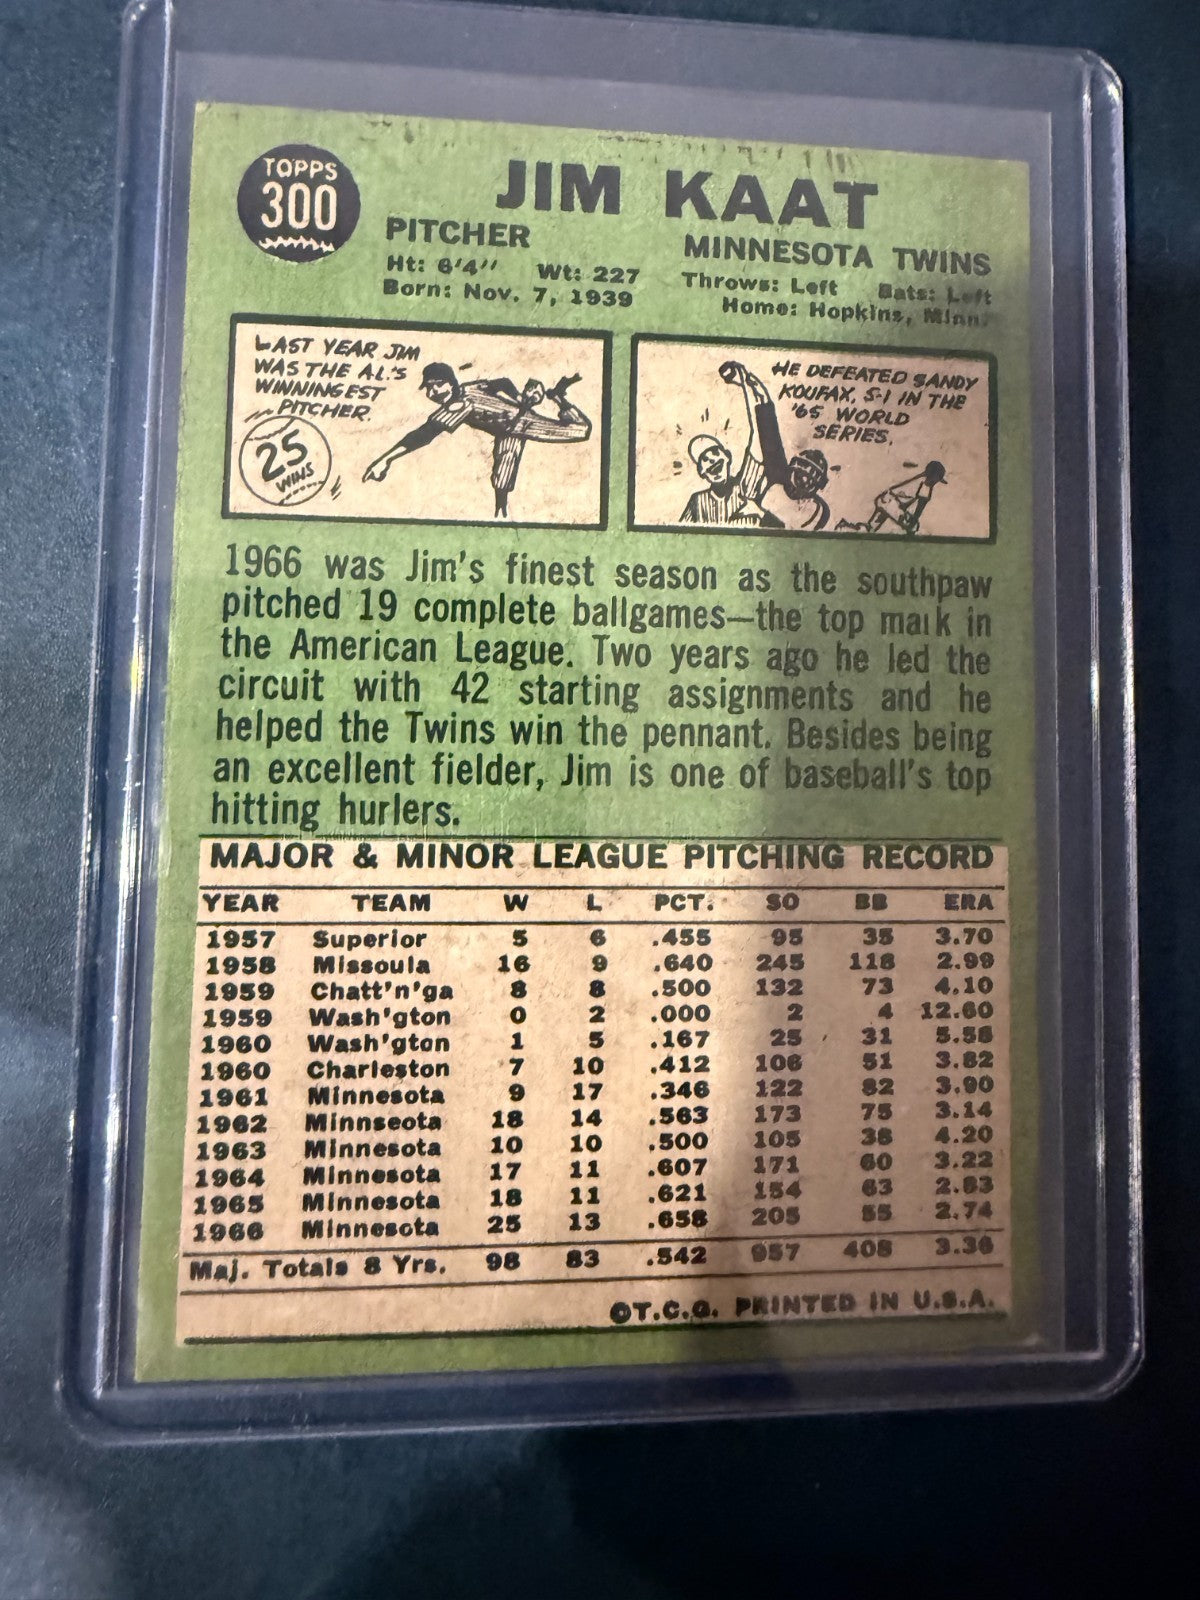 TOPPS
300
JIM KAAT
PITCHER
MINNESOTA TWINS
Ht: 6'4" Wt: 227
Throws: Left Bats: Left
Born: Nov. 7, 1939
Home: Hopkins, Minn.
LAST YEAR JIM
WAS THE A.L.'S
WINNINGEST
PITCHER.
25
WINS
HE DEFEATED SANDY
KOUFAX, 5-1 IN THE
'65 WORLD
SERIES.
1966 was Jim's finest season as the southpaw
pitched 19 complete ballgames—the top mark in
the American League. Two years ago he led the
circuit with 42 starting assignments and he
helped the Twins win the pennant. Besides being
an excellent fielder, Jim is one of baseball's top
hitting hurlers.
MAJOR & MINOR LEAGUE PITCHING RECORD
YEAR TEAM W L PCT. SO BB ERA
1957 Superior 5 6 .455 95 35 3.70
1958 Missoula 16 9 .640 245 118 2.99
1959 Chatt'n'ga 8 8 .500 132 73 4.10
1959 Wash'gton 0 2 .000 2 4 12.60
1960 Wash'gton 1 5 .167 25 31 5.58
1960 Charleston 7 10 .412 106 51 3.82
1961 Minnesota 9 17 .346 122 82 3.90
1962 Minnseota 18 14 .563 173 75 3.14
1963 Minnesota 10 10 .500 105 38 4.20
1964 Minnesota 17 11 .607 171 60 3.22
1965 Minnesota 18 11 .621 154 63 2.83
1966 Minnesota 25 13 .658 205 55 2.74
Maj. Totals 8 Yrs. 98 83 .542 957 408 3.36
©T.C.G. PRINTED IN U.S.A.